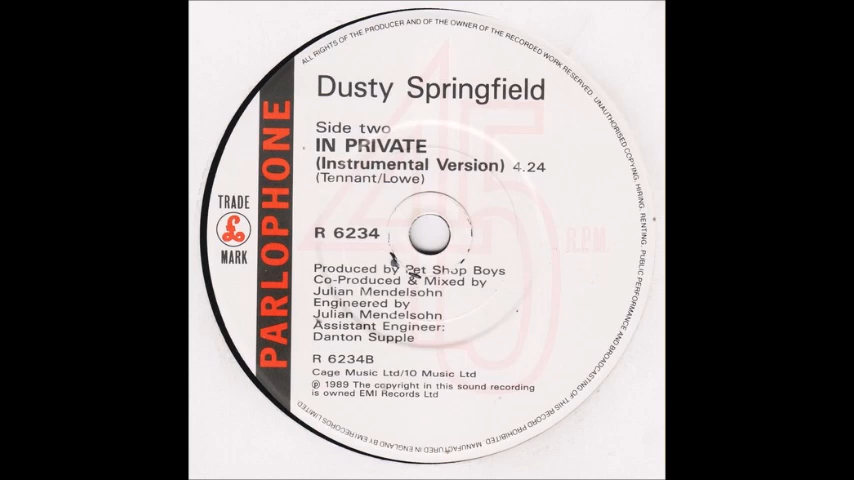 ALL RIGHTS OF THE PRODUCER AND OF THE OWNER OF THE RECORDED WORK RESERVED. UNAUTHORISED COPYING, HIRING, RENTING, PUBLIC PERFORMANCE AND BROADCASTING OF THIS RECORD PROHIBITED. MANUFACTURED IN ENGLAND BY EMI RECORDS LIMITED
PARLOPHONE
TRADE
£
MARK
Dusty Springfield
Side two
IN PRIVATE
(Instrumental Version) 4.24
(Tennant/Lowe)
45
R.P.M.
R 6234
Produced by Pet Shop Boys
Co-Produced & Mixed by
Julian Mendelsohn
Engineered by
Julian Mendelsohn
Assistant Engineer:
Danton Supple
R 6234B
Cage Music Ltd/10 Music Ltd
℗ 1989 The copyright in this sound recording
is owned EMI Records Ltd